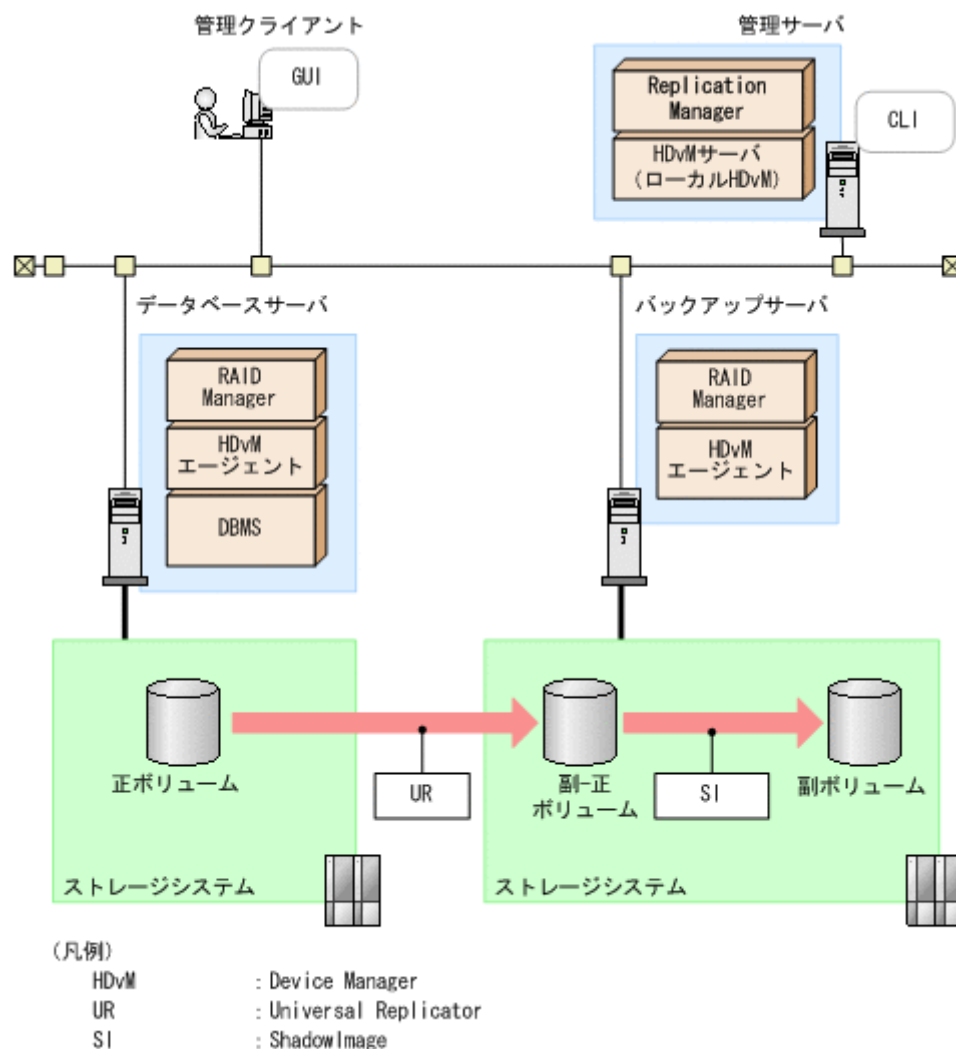 管理クライアント
管理サーバ
GUI
Replication
Manager
CLI
HDvMサーバ
(ローカルHDvM)
データベースサーバ
バックアップサーバ
RAID
Manager
HDvM
エージェント
DBMS
RAID
Manager
HDvM
エージェント
正ボリューム
UR
副-正
ボリューム
SI
副ボリューム
ストレージシステム
ストレージシステム
(凡例)
HDvM : Device Manager
UR : Universal Replicator
SI : ShadowImage